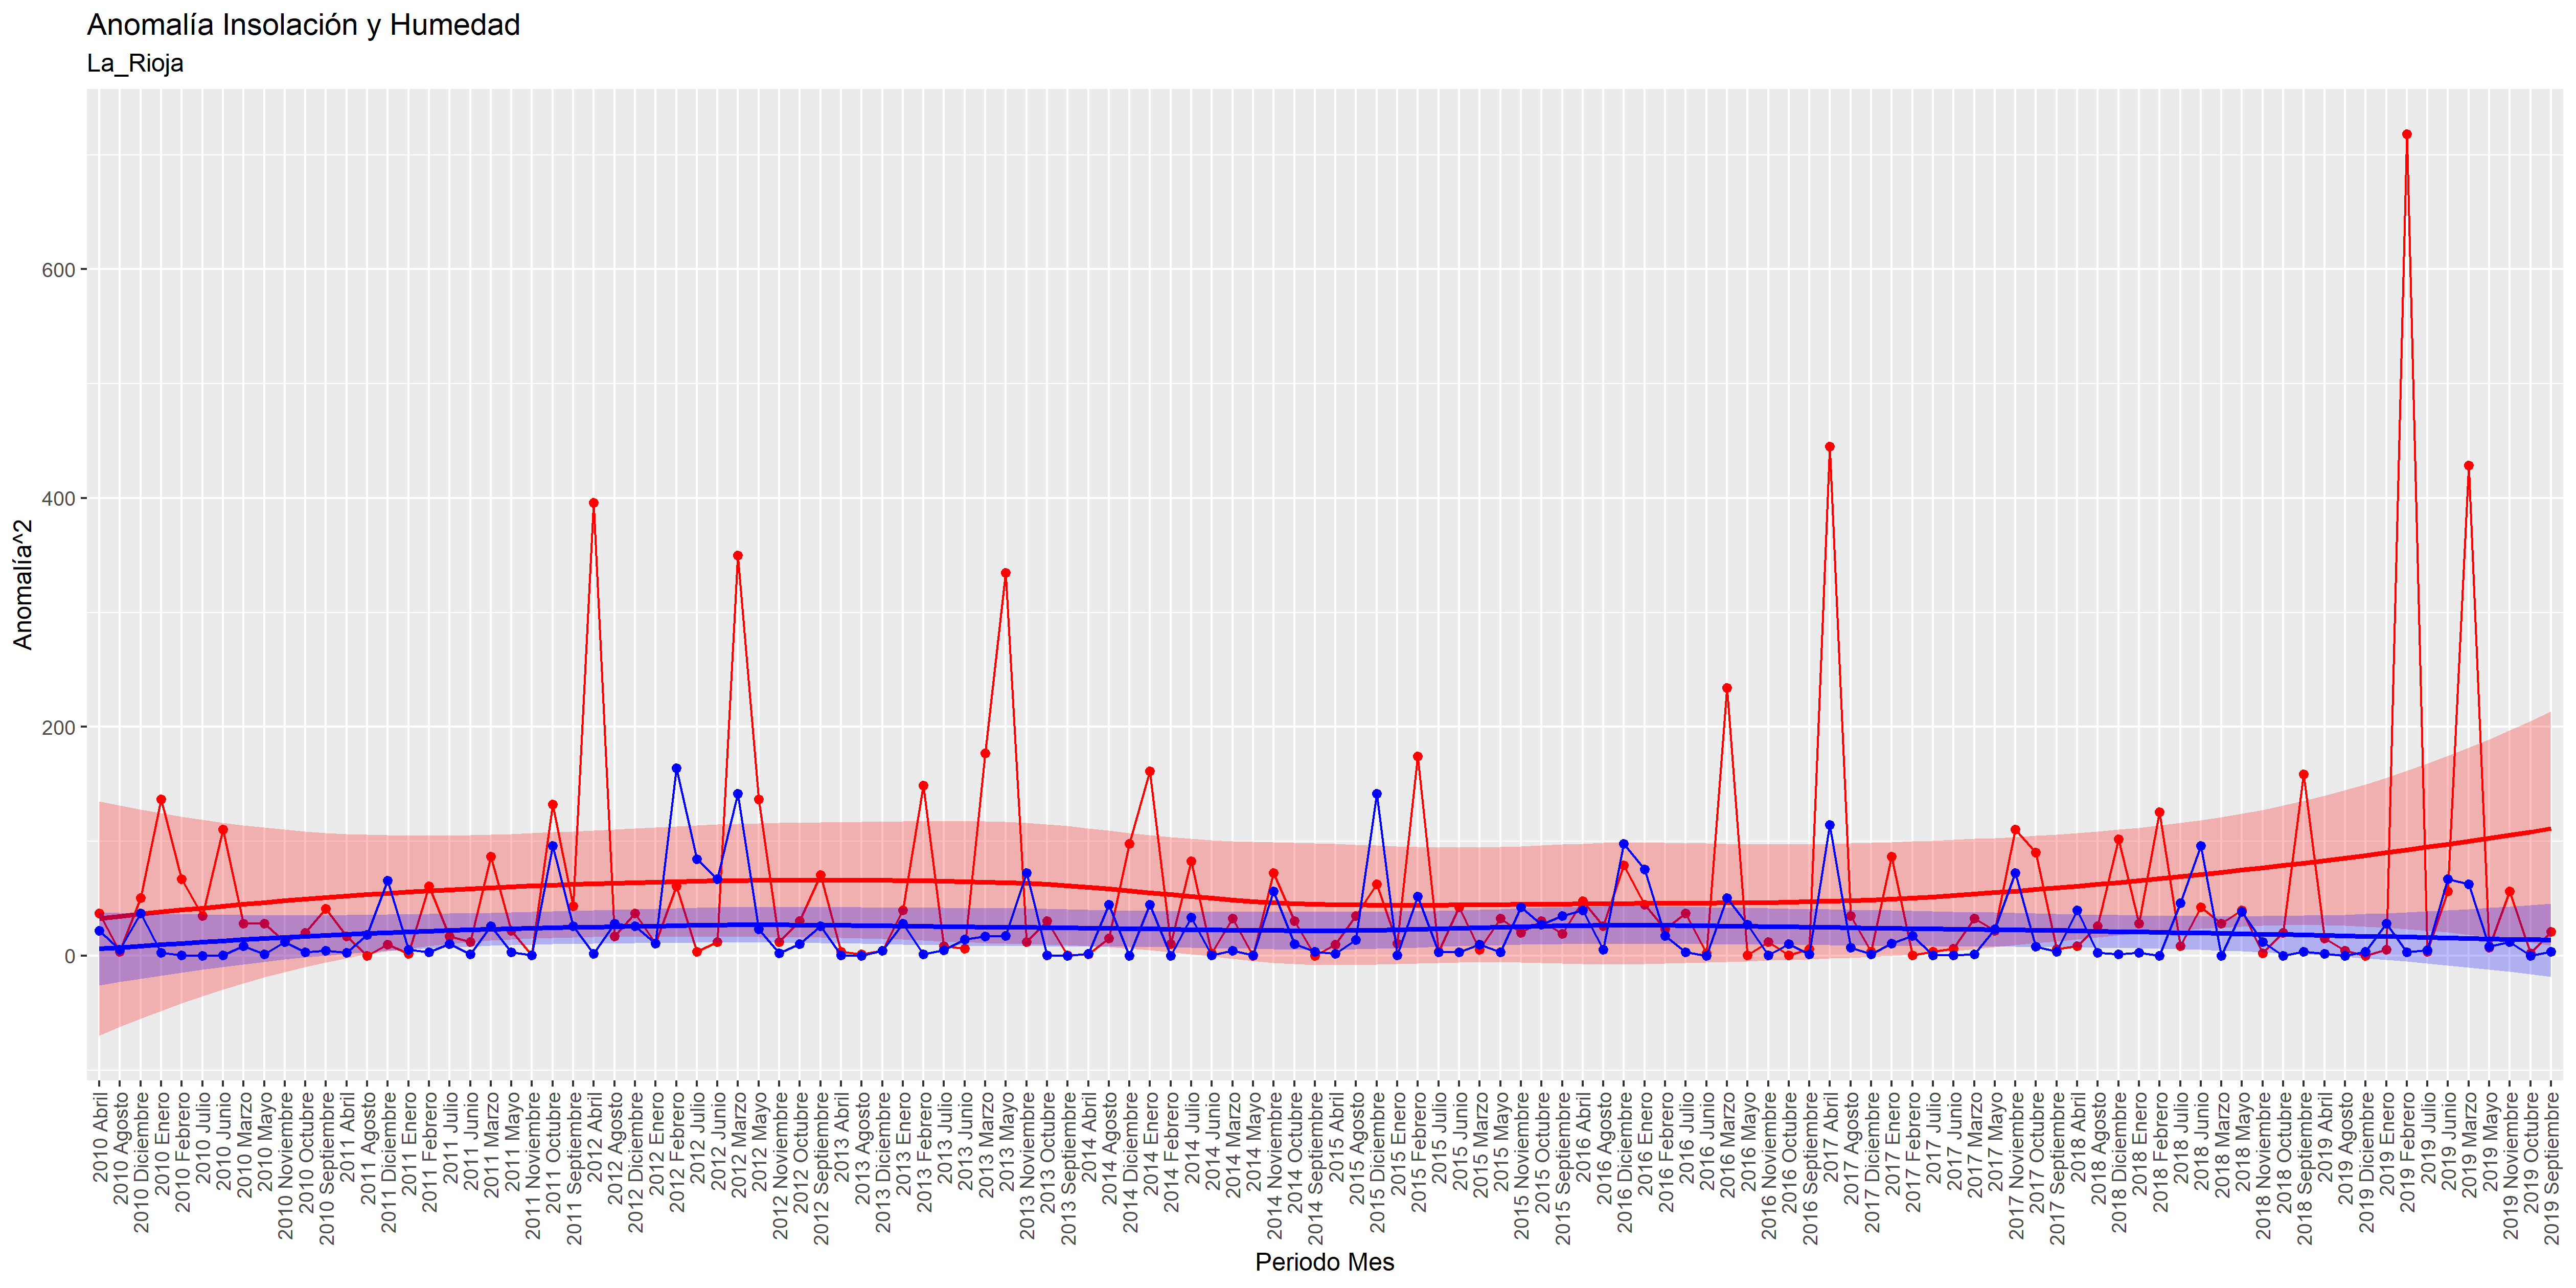 Anomalía Insolación y Humedad
La_Rioja
Anomalía^2
600
400
200
0
2010 Abril
2010 Agosto
2010 Diciembre
2010 Enero
2010 Febrero
2010 Julio
2010 Junio
2010 Marzo
2010 Mayo
2010 Noviembre
2010 Octubre
2010 Septiembre
2011 Abril
2011 Agosto
2011 Diciembre
2011 Enero
2011 Febrero
2011 Julio
2011 Junio
2011 Marzo
2011 Mayo
2011 Noviembre
2011 Octubre
2011 Septiembre
2012 Abril
2012 Agosto
2012 Diciembre
2012 Enero
2012 Febrero
2012 Julio
2012 Junio
2012 Marzo
2012 Mayo
2012 Noviembre
2012 Octubre
2012 Septiembre
2013 Abril
2013 Agosto
2013 Diciembre
2013 Enero
2013 Febrero
2013 Julio
2013 Junio
2013 Marzo
2013 Mayo
2013 Noviembre
2013 Octubre
2013 Septiembre
2014 Abril
2014 Agosto
2014 Diciembre
2014 Enero
2014 Febrero
2014 Julio
2014 Junio
2014 Marzo
2014 Mayo
2014 Noviembre
2014 Octubre
2014 Septiembre
2015 Abril
2015 Agosto
2015 Diciembre
2015 Enero
2015 Febrero
2015 Julio
2015 Junio
2015 Marzo
2015 Mayo
2015 Noviembre
2015 Octubre
2015 Septiembre
2016 Abril
2016 Agosto
2016 Diciembre
2016 Enero
2016 Febrero
2016 Julio
2016 Junio
2016 Marzo
2016 Mayo
2016 Noviembre
2016 Octubre
2016 Septiembre
2017 Abril
2017 Agosto
2017 Diciembre
2017 Enero
2017 Febrero
2017 Julio
2017 Junio
2017 Marzo
2017 Mayo
2017 Noviembre
2017 Octubre
2017 Septiembre
2018 Abril
2018 Agosto
2018 Diciembre
2018 Enero
2018 Febrero
2018 Julio
2018 Junio
2018 Marzo
2018 Mayo
2018 Noviembre
2018 Octubre
2018 Septiembre
2019 Abril
2019 Agosto
2019 Diciembre
2019 Enero
2019 Febrero
2019 Julio
2019 Junio
2019 Marzo
2019 Mayo
2019 Noviembre
2019 Octubre
2019 Septiembre
Periodo Mes